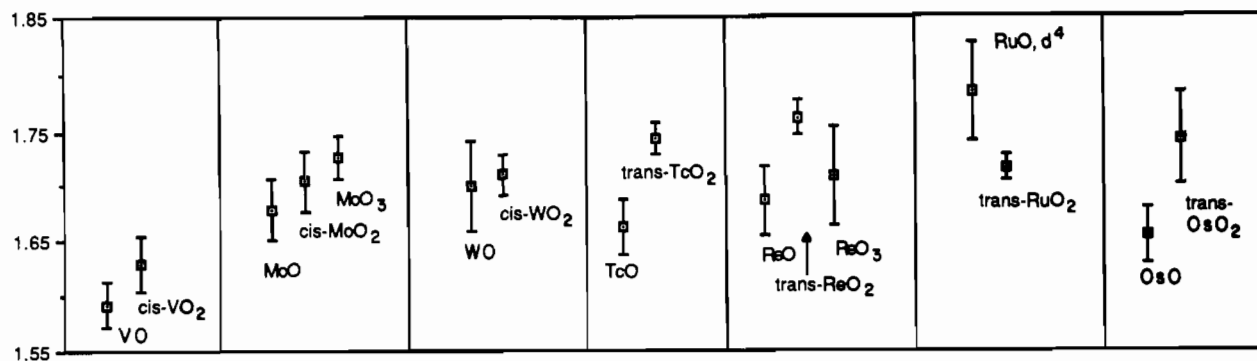 1.85
1.75
1.65
1.55
VO
cis-VO₂
MoO
cis-MoO₂
MoO₃
WO
cis-WO₂
TcO
trans-TcO₂
ReO
trans-ReO₂
ReO₃
RuO, d⁴
trans-RuO₂
OsO
trans-
OsO₂